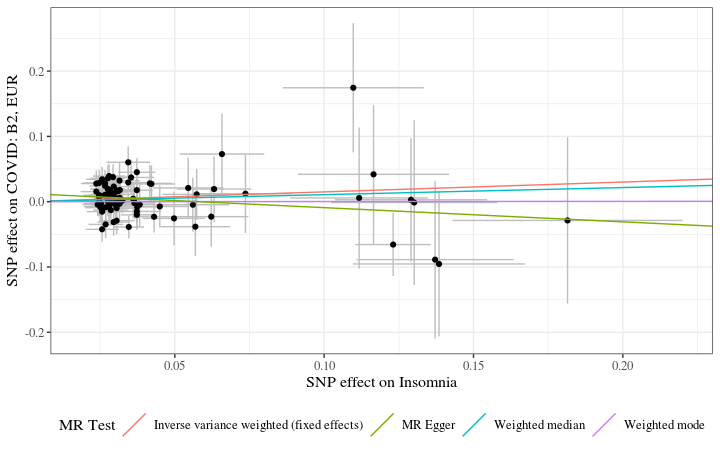 SNP effect on COVID: B2, EUR
0.2
0.1
0.0
-0.1
-0.2
0.05
0.10
0.15
0.20
SNP effect on Insomnia
MR Test
Inverse variance weighted (fixed effects)
MR Egger
Weighted median
Weighted mode